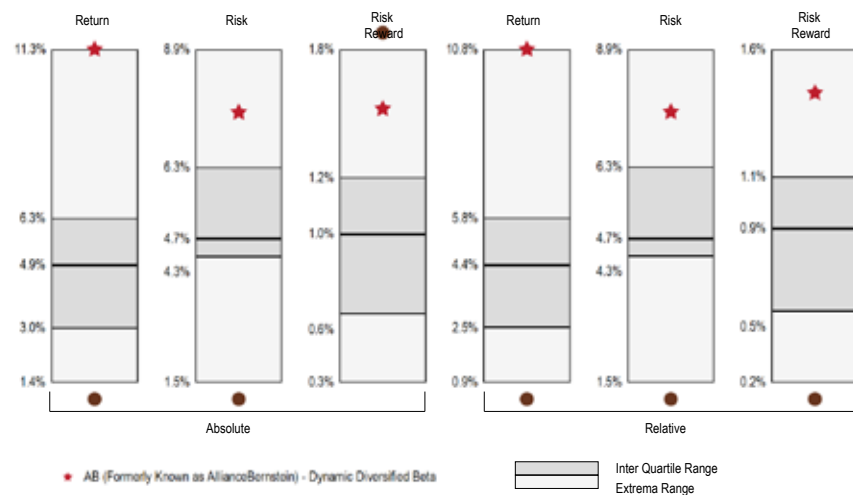 Return
Risk
Risk
Reward
Return
Risk
Risk
Reward
11.3%
6.3%
4.9%
3.0%
1.4%
8.9%
6.3%
4.7%
4.3%
1.5%
1.8%
1.2%
1.0%
0.6%
0.3%
10.8%
5.8%
4.4%
2.5%
0.9%
8.9%
6.3%
4.7%
4.3%
1.5%
1.6%
1.1%
0.9%
0.5%
0.2%
Absolute
Relative
AB (Formerly Known as AllianceBernstein) - Dynamic Diversified Beta
Inter Quartile Range
Extrema Range